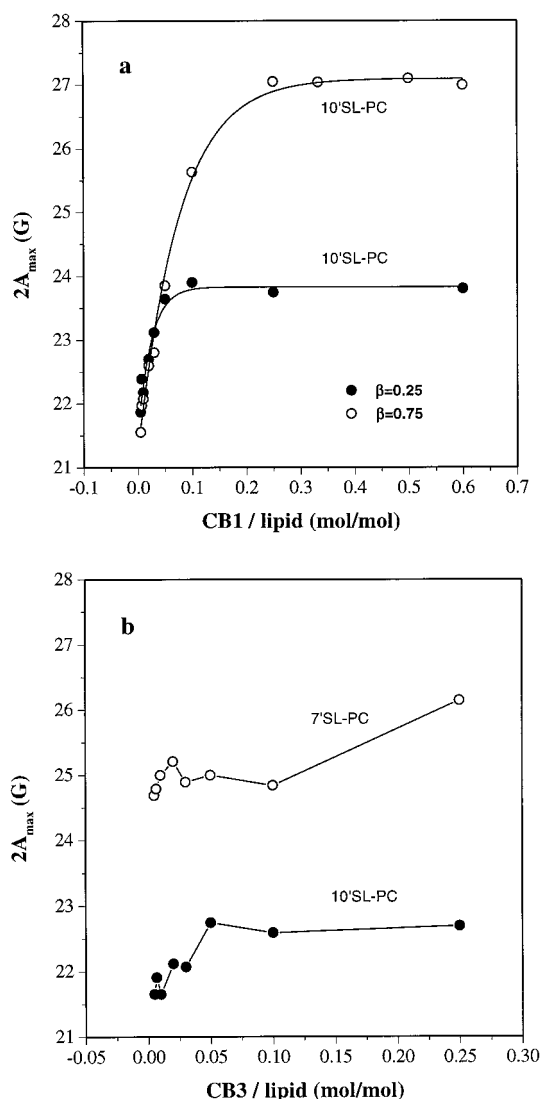 28
a
27
10'SL-PC
26
25
2Amax (G)
24
10'SL-PC
23
β=0.25
22
β=0.75
21
-0.1 0.0 0.1 0.2 0.3 0.4 0.5 0.6 0.7
CB1 / lipid (mol/mol)
28
b
27
26
7'SL-PC
25
2Amax (G)
24
23
10'SL-PC
22
21
-0.05 0.00 0.05 0.10 0.15 0.20 0.25 0.30
CB3 / lipid (mol/mol)